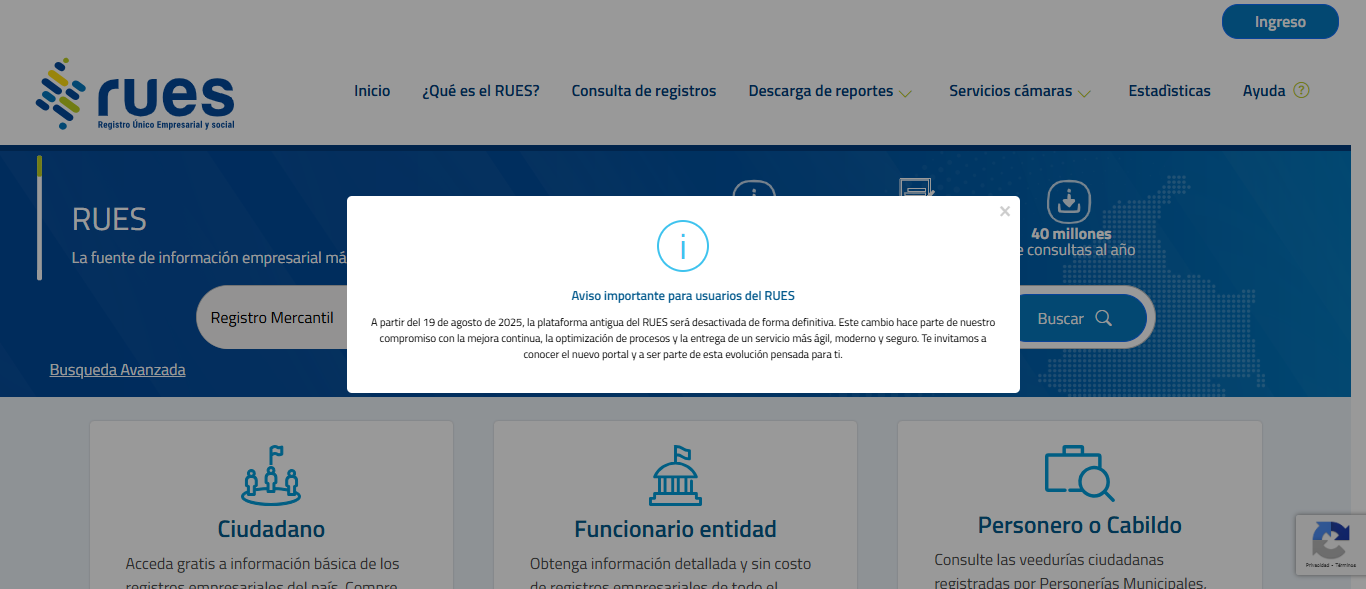 Ingreso
rues
Registro Único Empresarial y social
Inicio
¿Qué es el RUES?
Consulta de registros
Descarga de reportes
Servicios cámaras
Estadísticas
Ayuda ?
RUES
La fuente de información empresarial má
40 millones
e consultas al año
Registro Mercantil
Buscar
Busqueda Avanzada
×
i
Aviso importante para usuarios del RUES
A partir del 19 de agosto de 2025, la plataforma antigua del RUES será desactivada de forma definitiva. Este cambio hace parte de nuestro
compromiso con la mejora continua, la optimización de procesos y la entrega de un servicio más ágil, moderno y seguro. Te invitamos a
conocer el nuevo portal y a ser parte de esta evolución pensada para ti.
Ciudadano
Acceda gratis a información básica de los
registros empresariales del país. Compre
Funcionario entidad
Obtenga información detallada y sin costo
de registros empresariales de todo el
Personero o Cabildo
Consulte las veedurías ciudadanas
registradas por Personerías Municipales,
Privacidad - Términos